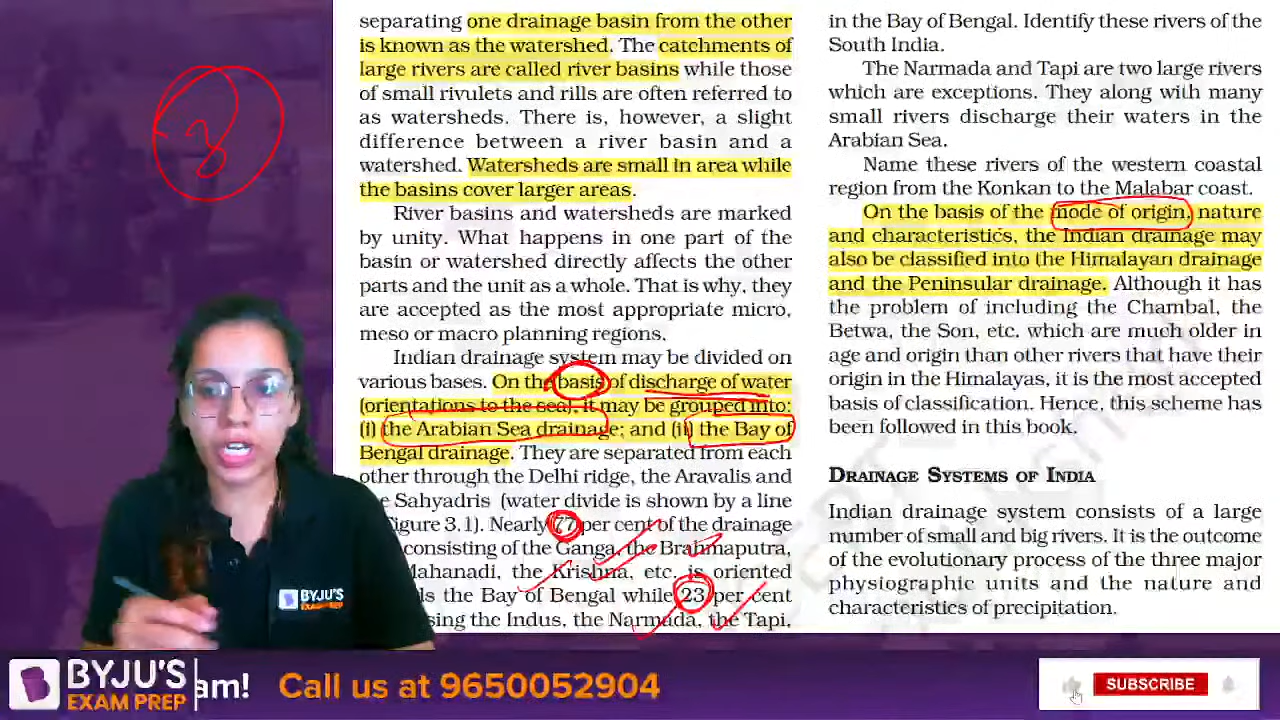 separating one drainage basin from the other
is known as the watershed. The catchments of
large rivers are called river basins while those
of small rivulets and rills are often referred to
as watersheds. There is, however, a slight
difference between a river basin and a
watershed. Watersheds are small in area while
the basins cover larger areas.
River basins and watersheds are marked
by unity. What happens in one part of the
basin or watershed directly affects the other
parts and the unit as a whole. That is why, they
are accepted as the most appropriate micro,
meso or macro planning regions.
Indian drainage system may be divided on
various bases. On the basis of discharge of water
(orientations to the sea), it may be grouped into:
(i) the Arabian Sea drainage; and (ii) the Bay of
Bengal drainage. They are separated from each
other through the Delhi ridge, the Aravalis and
e Sahyadris (water divide is shown by a line
igure 3.1). Nearly 77 per cent of the drainage
consisting of the Ganga, the Brahmaputra,
Mahanadi, the Krishna, etc. is oriented
ls the Bay of Bengal while 23 per cent
sing the Indus, the Narmada, the Tapi,
in the Bay of Bengal. Identify these rivers of the
South India.
The Narmada and Tapi are two large rivers
which are exceptions. They along with many
small rivers discharge their waters in the
Arabian Sea.
Name these rivers of the western coastal
region from the Konkan to the Malabar coast.
On the basis of the mode of origin, nature
and characteristics, the Indian drainage may
also be classified into the Himalayan drainage
and the Peninsular drainage. Although it has
the problem of including the Chambal, the
Betwa, the Son, etc. which are much older in
age and origin than other rivers that have their
origin in the Himalayas, it is the most accepted
basis of classification. Hence, this scheme has
been followed in this book.
DRAINAGE SYSTEMS OF INDIA
Indian drainage system consists of a large
number of small and big rivers. It is the outcome
of the evolutionary process of the three major
physiographic units and the nature and
characteristics of precipitation.
BYJU'S
EXAM PREP
BYJU'S
EXAM PREP
am!
Call us at 9650052904
SUBSCRIBE